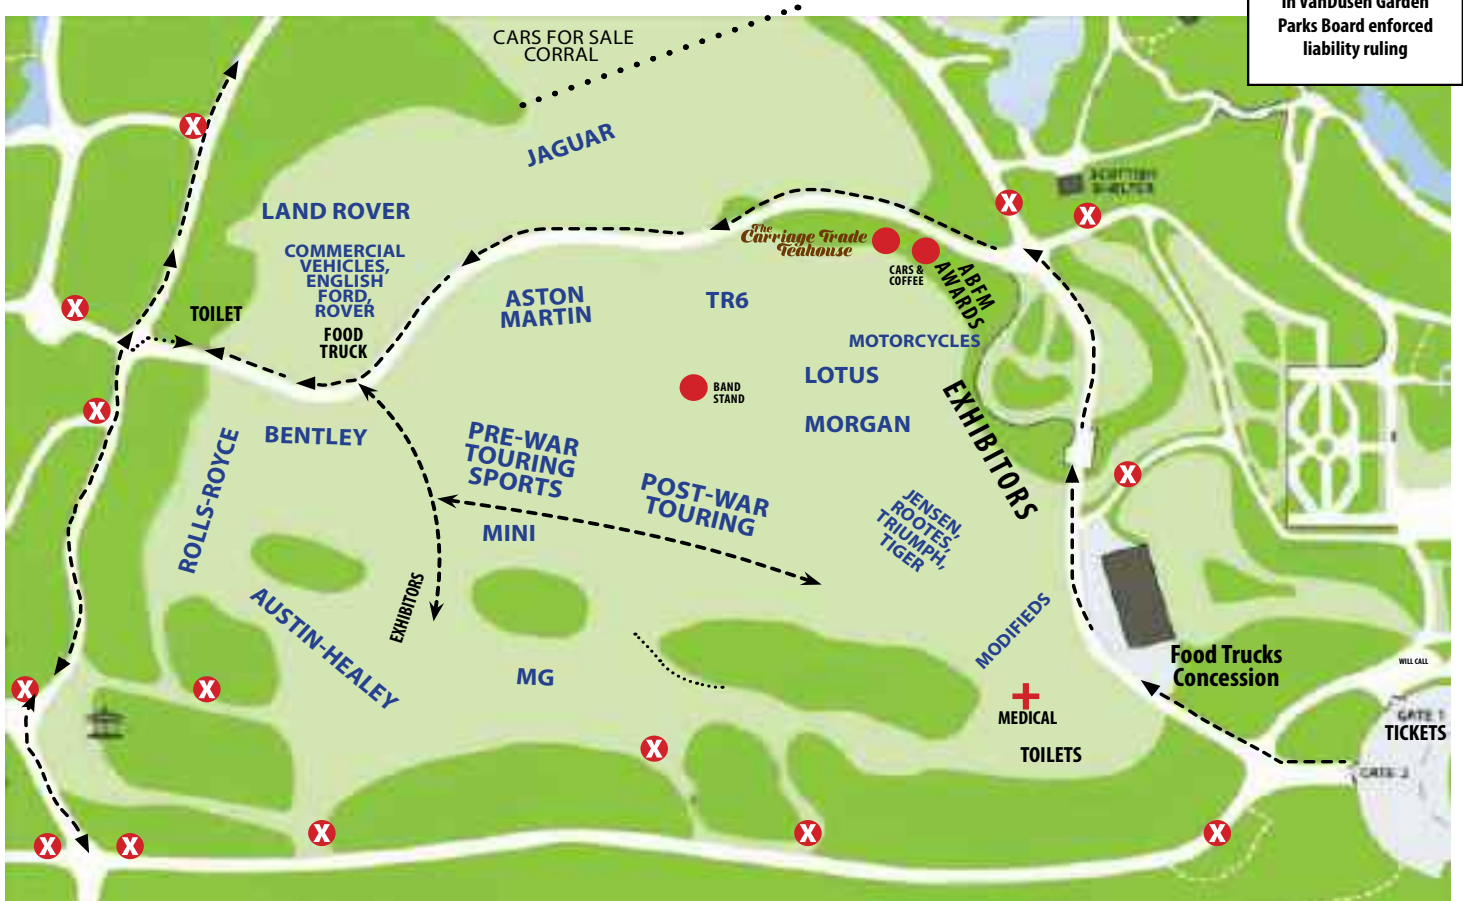 in VanDusen Garden
Parks Board enforced
liability ruling
CARS FOR SALE
CORRAL
JAGUAR
X
X
X
SCOTTISH
SHELTER
LAND ROVER
The
Carriage Trade
Teahouse
CARS &
COFFEE
ABFM
AWARDS
COMMERCIAL
VEHICLES,
ENGLISH
FORD,
ROVER
X
TOILET
FOOD
TRUCK
ASTON
MARTIN
TR6
MOTORCYCLES
LOTUS
BAND
STAND
X
MORGAN
EXHIBITORS
BENTLEY
PRE-WAR
TOURING
SPORTS
X
ROLLS-ROYCE
POST-WAR
TOURING
JENSEN,
ROOTES,
TRIUMPH,
TIGER
MINI
EXHIBITORS
AUSTIN-HEALEY
MODIFIEDS
MG
X
X
Food Trucks
Concession
WILL CALL
MEDICAL
GATE 1
TICKETS
X
TOILETS
GATE 2
X
X
X
X
X